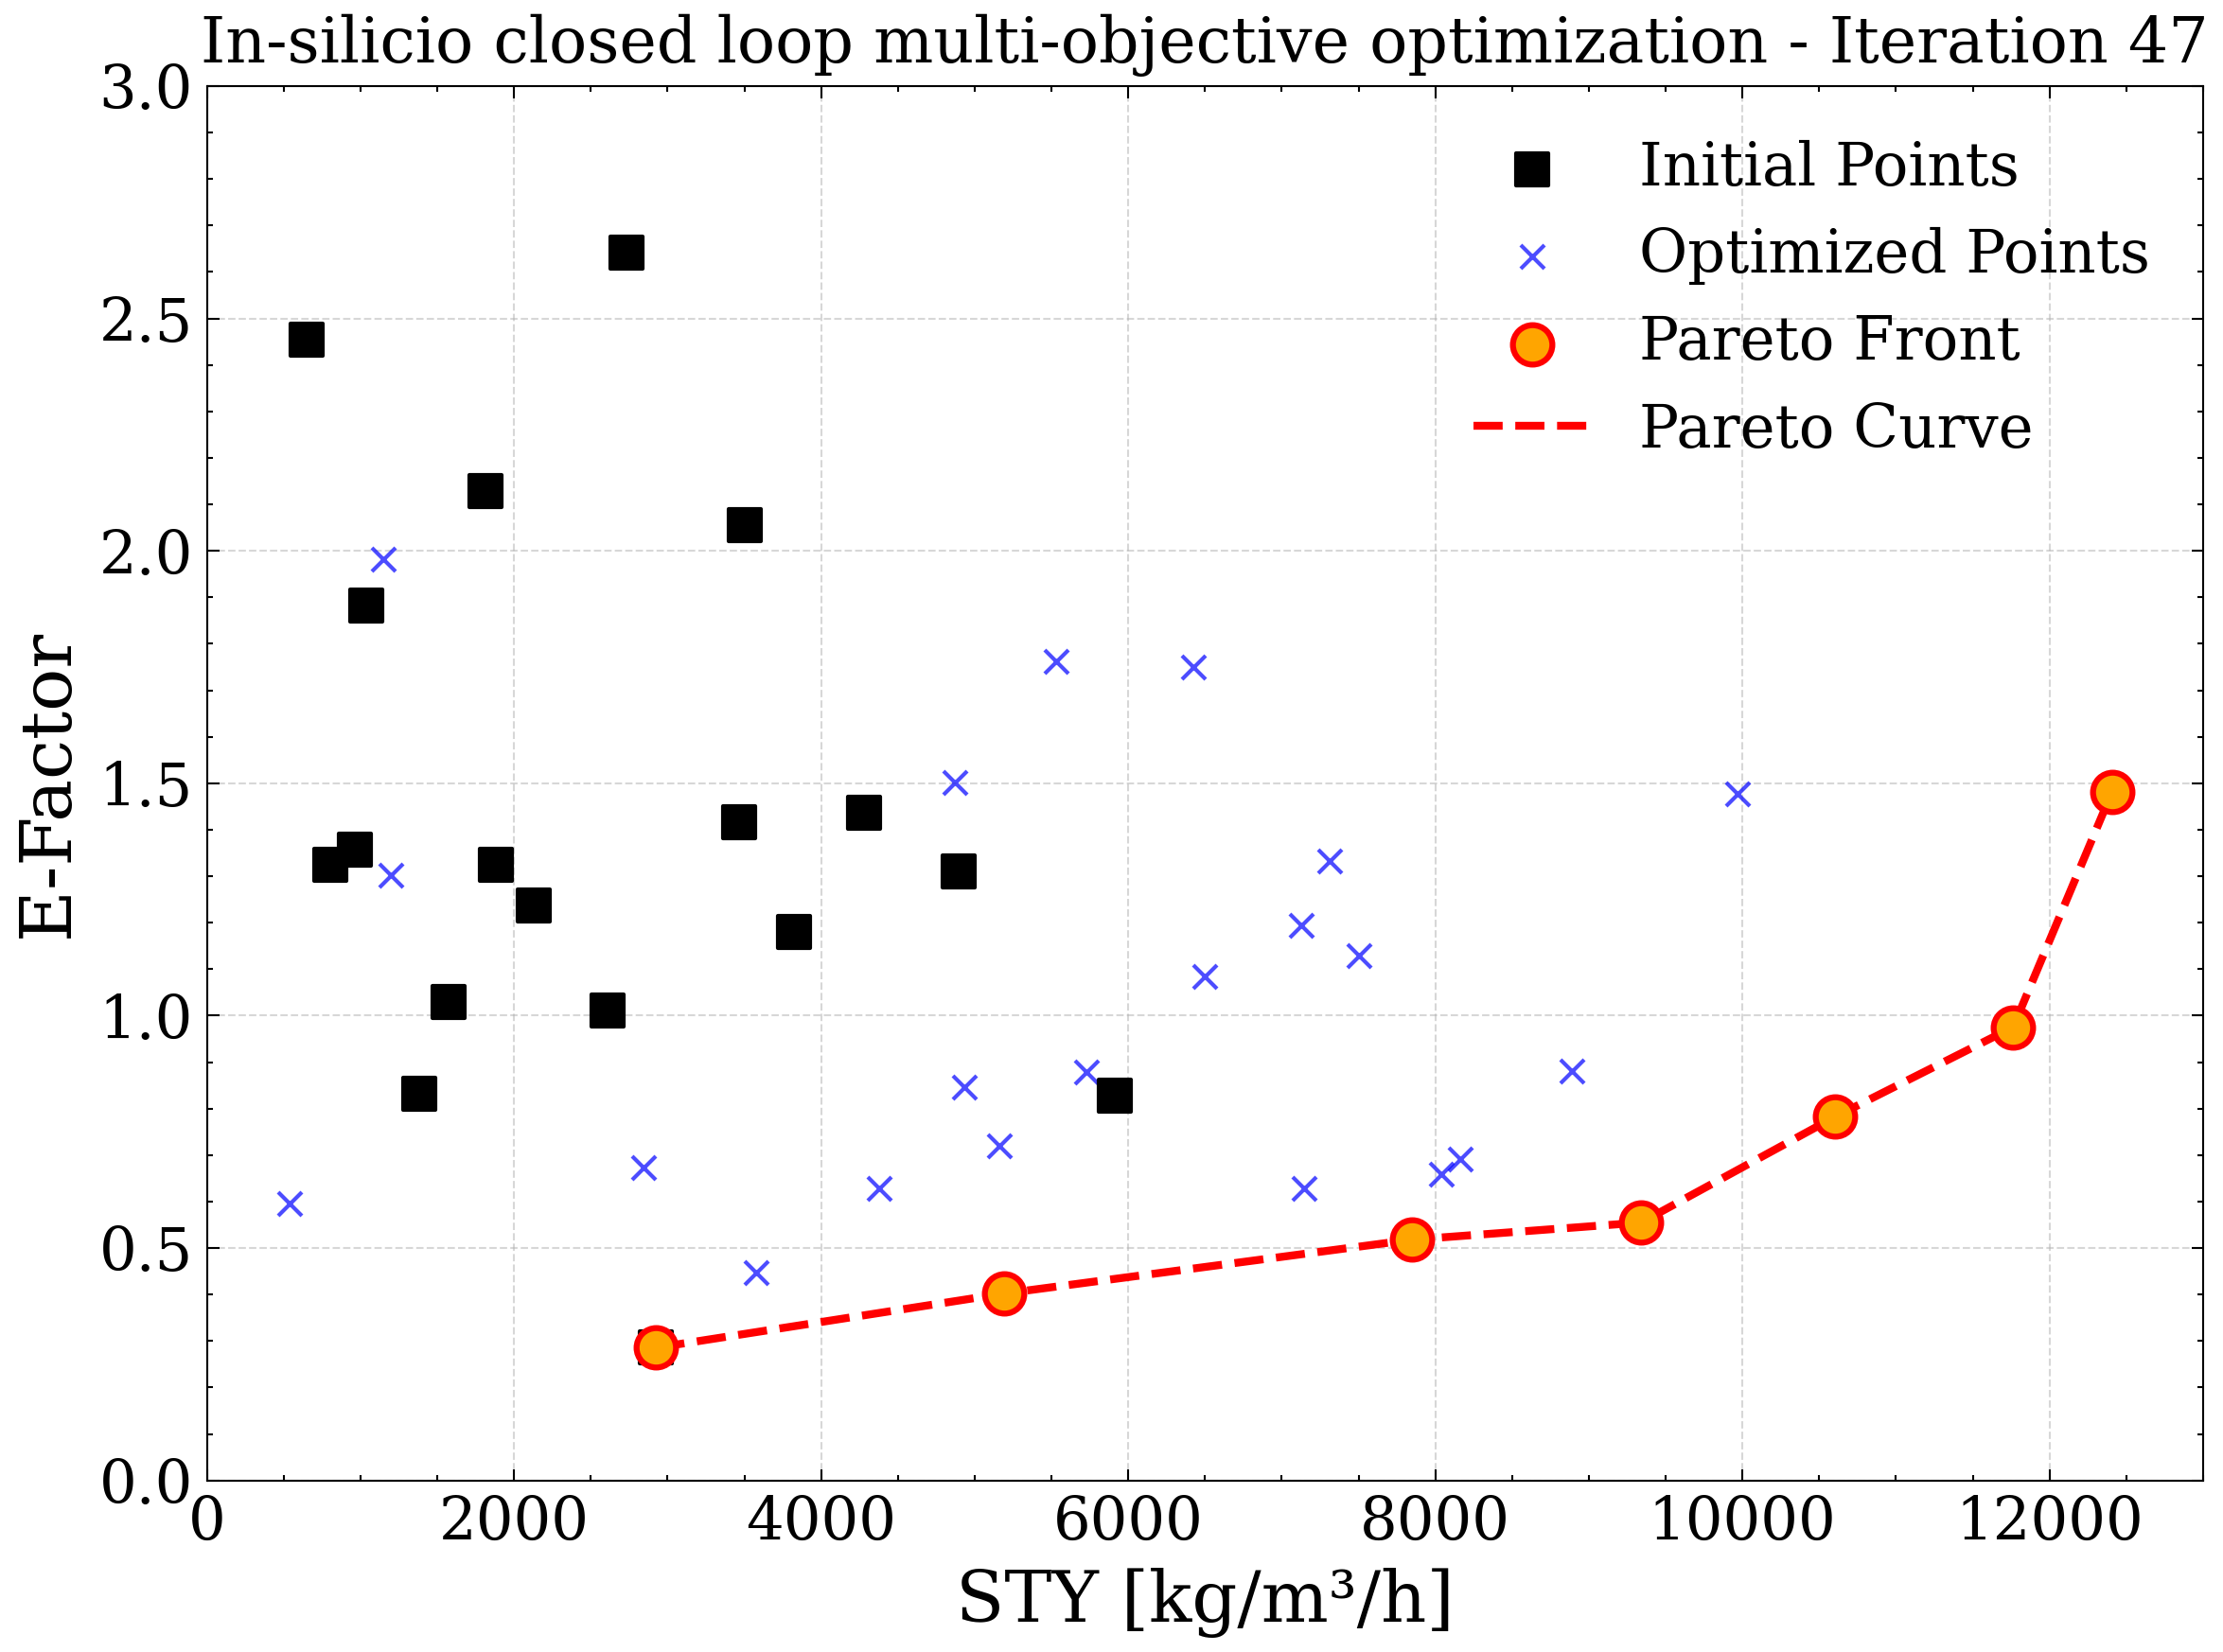 In-silicio closed loop multi-objective optimization - Iteration 47
3.0
2.5
2.0
1.5
1.0
0.5
0.0
E-Factor
Initial Points
Optimized Points
Pareto Front
Pareto Curve
0 2000 4000 6000 8000 10000 12000
STY [kg/m³/h]